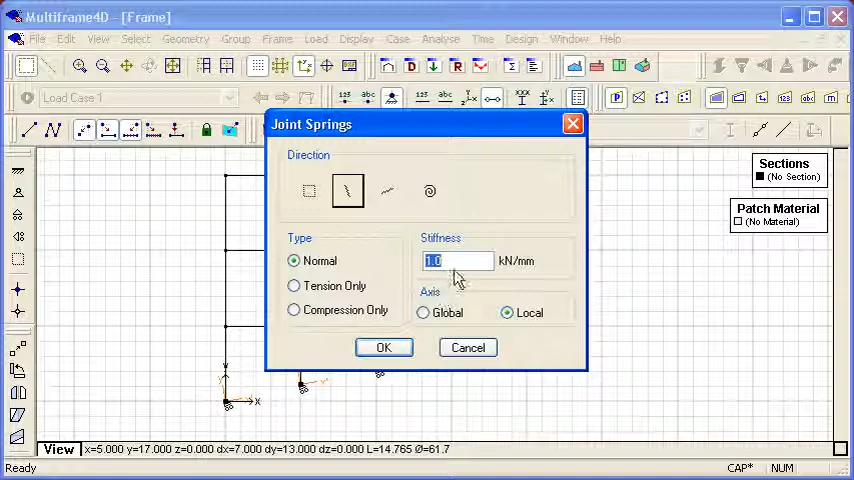 Multiframe4D - [Frame]
File Edit View Select Geometry Group Frame Load Display Case Analyse Time Design Window Help
Load Case 1
Joint Springs
Direction
Type
Normal
Tension Only
Compression Only
Stiffness
1.0 kN/mm
Axis
Global Local
OK Cancel
Sections
(No Section)
Patch Material
(No Material)
View x=5.000 y=17.000 z=0.000 dx=7.000 dy=13.000 dz=0.000 L=14.765 Ø=61.7
Ready CAP* NUM